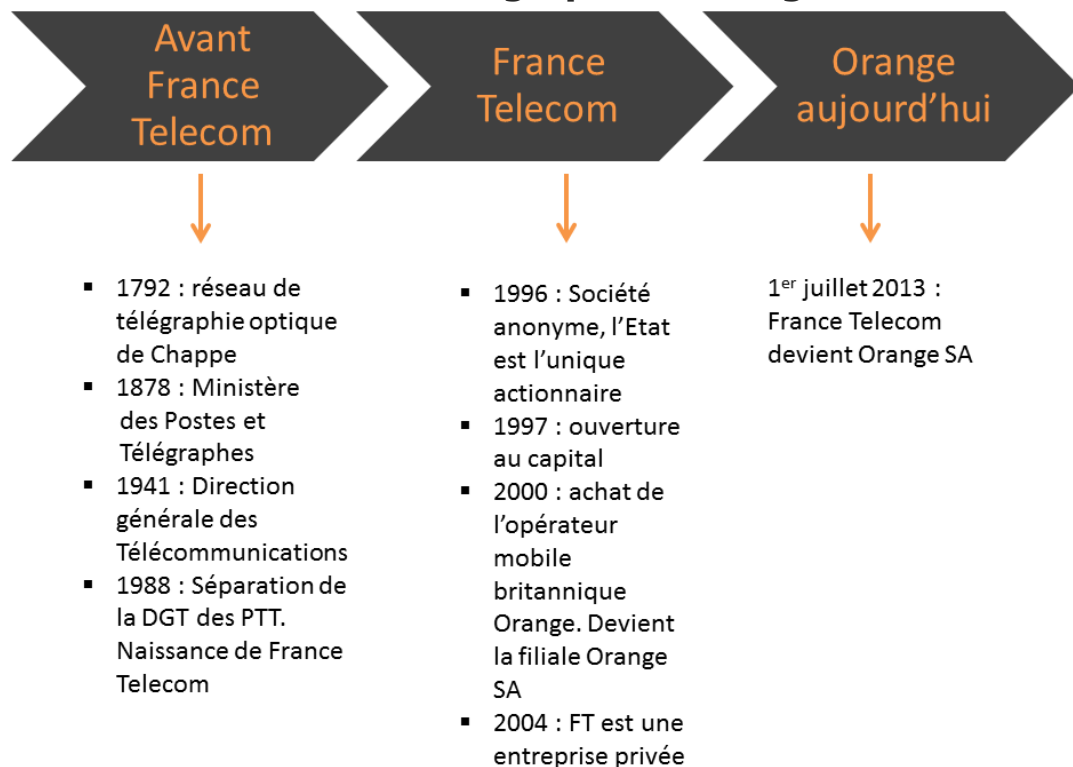 Avant
France
Telecom
France
Telecom
Orange
aujourd’hui
▪ 1792 : réseau de
télégraphie optique
de Chappe
▪ 1878 : Ministère
des Postes et
Télégraphes
▪ 1941 : Direction
générale des
Télécommunications
▪ 1988 : Séparation de
la DGT des PTT.
Naissance de France
Telecom
▪ 1996 : Société
anonyme, l’Etat
est l’unique
actionnaire
▪ 1997 : ouverture
au capital
▪ 2000 : achat de
l’opérateur
mobile
britannique
Orange. Devient
la filiale Orange
SA
▪ 2004 : FT est une
entreprise privée
1er juillet 2013 :
France Telecom
devient Orange SA